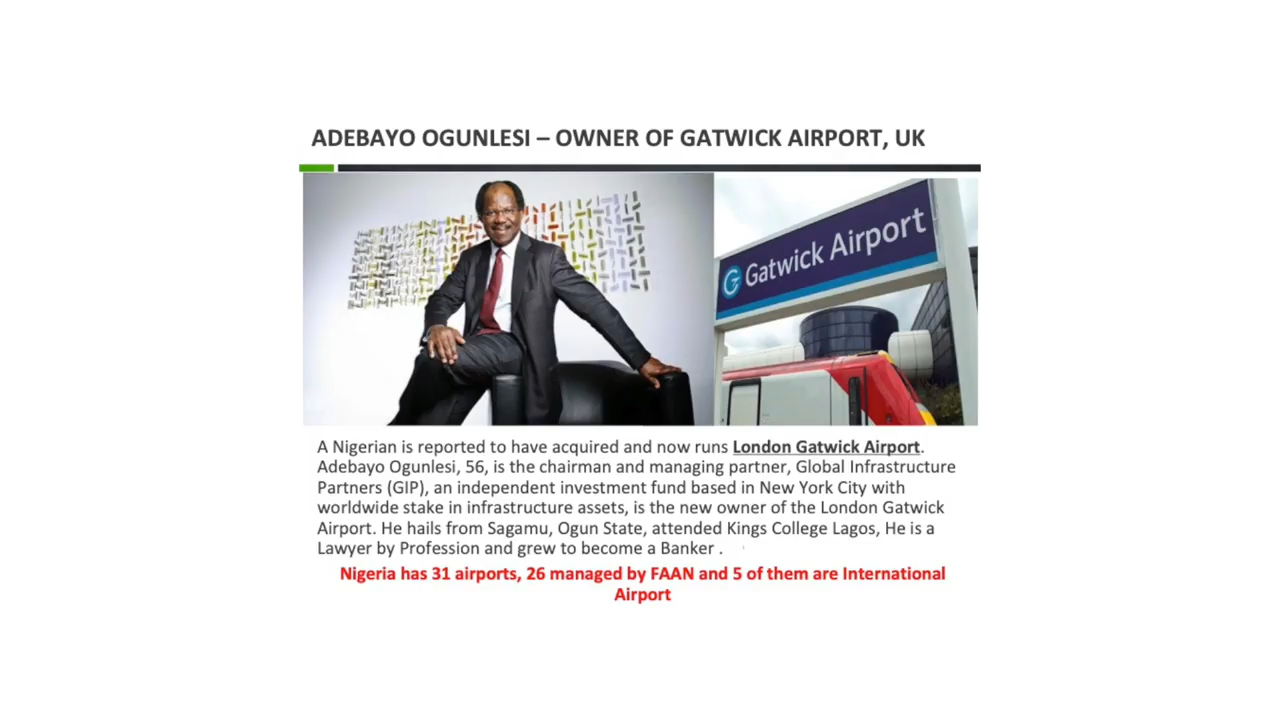 ADEBAYO OGUNLESI – OWNER OF GATWICK AIRPORT, UK
Gatwick Airport
A Nigerian is reported to have acquired and now runs London Gatwick Airport.
Adebayo Ogunlesi, 56, is the chairman and managing partner, Global Infrastructure
Partners (GIP), an independent investment fund based in New York City with
worldwide stake in infrastructure assets, is the new owner of the London Gatwick
Airport. He hails from Sagamu, Ogun State, attended Kings College Lagos, He is a
Lawyer by Profession and grew to become a Banker .
Nigeria has 31 airports, 26 managed by FAAN and 5 of them are International
Airport